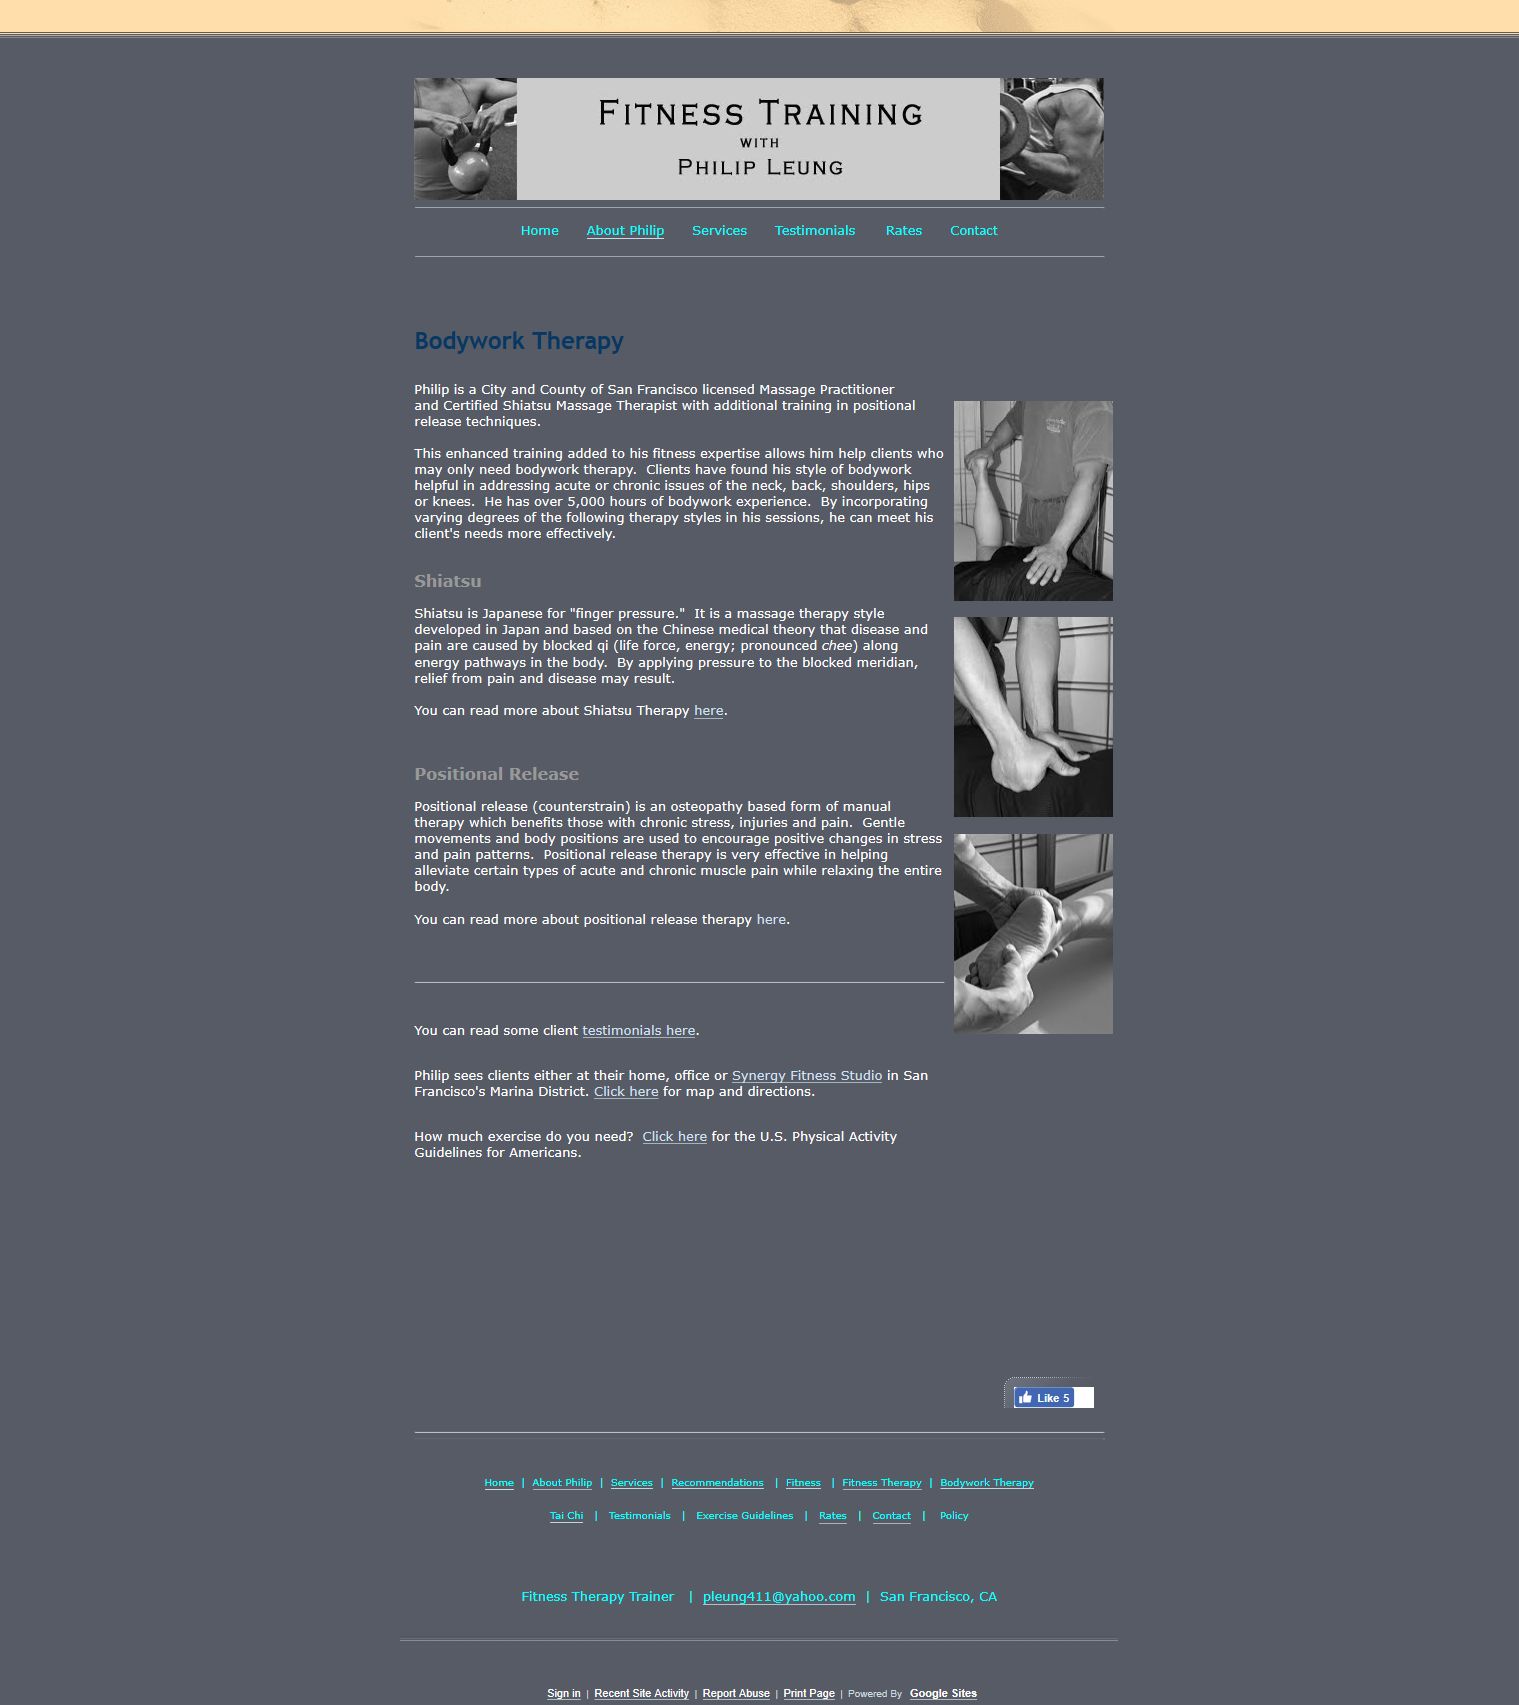 FITNESS TRAINING
WITH
PHILIP LEUNG
Home About Philip Services Testimonials Rates Contact
Bodywork Therapy
Philip is a City and County of San Francisco licensed Massage Practitioner
and Certified Shiatsu Massage Therapist with additional training in positional
release techniques.
This enhanced training added to his fitness expertise allows him help clients who
may only need bodywork therapy.  Clients have found his style of bodywork
helpful in addressing acute or chronic issues of the neck, back, shoulders, hips
or knees.  He has over 5,000 hours of bodywork experience.  By incorporating
varying degrees of the following therapy styles in his sessions, he can meet his
client's needs more effectively.
Shiatsu
Shiatsu is Japanese for "finger pressure."  It is a massage therapy style
developed in Japan and based on the Chinese medical theory that disease and
pain are caused by blocked qi (life force, energy; pronounced chee) along
energy pathways in the body.  By applying pressure to the blocked meridian,
relief from pain and disease may result.
You can read more about Shiatsu Therapy here.
Positional Release
Positional release (counterstrain) is an osteopathy based form of manual
therapy which benefits those with chronic stress, injuries and pain.  Gentle
movements and body positions are used to encourage positive changes in stress
and pain patterns.  Positional release therapy is very effective in helping
alleviate certain types of acute and chronic muscle pain while relaxing the entire
body.
You can read more about positional release therapy here.
You can read some client testimonials here.
Philip sees clients either at their home, office or Synergy Fitness Studio in San
Francisco's Marina District. Click here for map and directions.
How much exercise do you need?  Click here for the U.S. Physical Activity
Guidelines for Americans.
Like 5
Home | About Philip | Services | Recommendations | Fitness | Fitness Therapy | Bodywork Therapy
Tai Chi | Testimonials | Exercise Guidelines | Rates | Contact | Policy
Fitness Therapy Trainer | pleung411@yahoo.com | San Francisco, CA
Sign in | Recent Site Activity | Report Abuse | Print Page | Powered By Google Sites